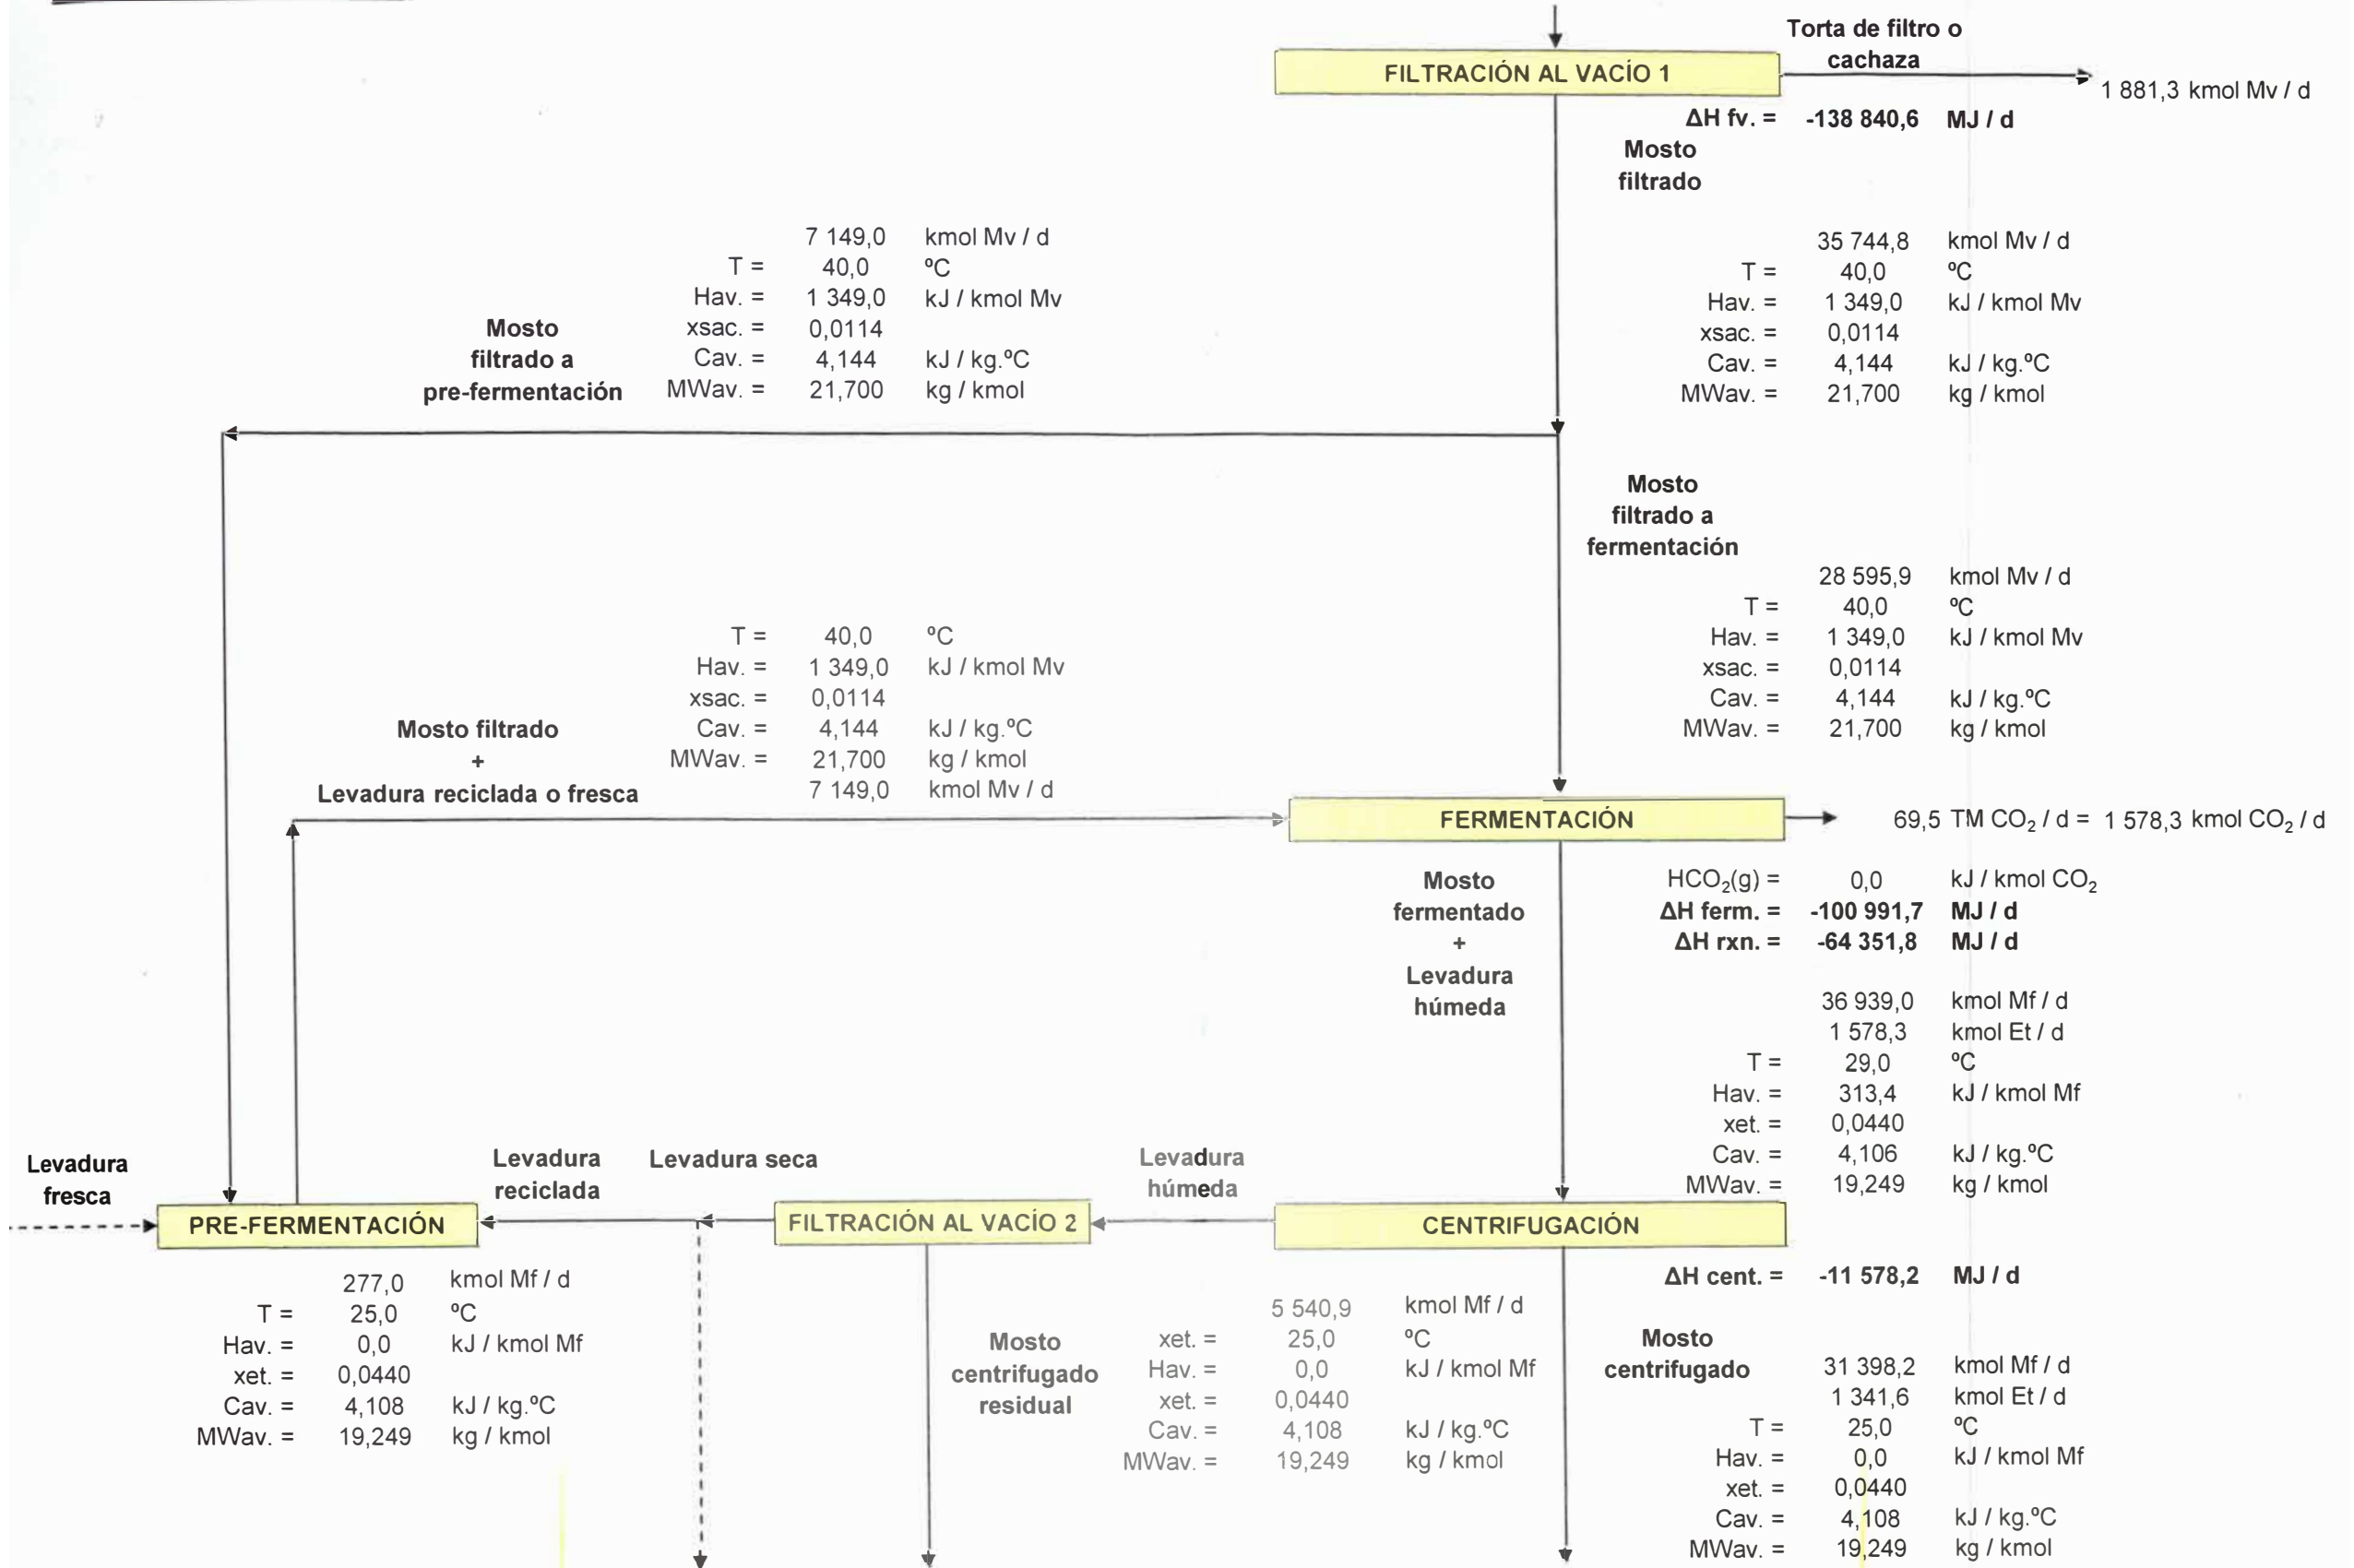 Torta de filtro o
cachaza
FILTRACIÓN AL VACÍO 1
1 881,3 kmol Mv / d
ΔH fv. = -138 840,6 MJ / d
Mosto
filtrado
7 149,0 kmol Mv / d
T = 40,0 ºC
Hav. = 1 349,0 kJ / kmol Mv
xsac. = 0,0114
Cav. = 4,144 kJ / kg.ºC
MWav. = 21,700 kg / kmol
Mosto
filtrado a
pre-fermentación
35 744,8 kmol Mv / d
T = 40,0 ºC
Hav. = 1 349,0 kJ / kmol Mv
xsac. = 0,0114
Cav. = 4,144 kJ / kg.ºC
MWav. = 21,700 kg / kmol
Mosto
filtrado a
fermentación
28 595,9 kmol Mv / d
T = 40,0 ºC
Hav. = 1 349,0 kJ / kmol Mv
xsac. = 0,0114
Cav. = 4,144 kJ / kg.ºC
MWav. = 21,700 kg / kmol
T = 40,0 ºC
Hav. = 1 349,0 kJ / kmol Mv
xsac. = 0,0114
Cav. = 4,144 kJ / kg.ºC
MWav. = 21,700 kg / kmol
7 149,0 kmol Mv / d
Mosto filtrado
+
Levadura reciclada o fresca
FERMENTACIÓN
69,5 TM CO₂ / d = 1 578,3 kmol CO₂ / d
Mosto
fermentado
+
Levadura
húmeda
HCO₂(g) = 0,0 kJ / kmol CO₂
ΔH ferm. = -100 991,7 MJ / d
ΔH rxn. = -64 351,8 MJ / d
36 939,0 kmol Mf / d
1 578,3 kmol Et / d
T = 29,0 ºC
Hav. = 313,4 kJ / kmol Mf
xet. = 0,0440
Cav. = 4,106 kJ / kg.ºC
MWav. = 19,249 kg / kmol
Levadura
fresca
Levadura
reciclada
Levadura seca
Levadura
húmeda
PRE-FERMENTACIÓN
FILTRACIÓN AL VACÍO 2
CENTRIFUGACIÓN
277,0 kmol Mf / d
T = 25,0 ºC
Hav. = 0,0 kJ / kmol Mf
xet. = 0,0440
Cav. = 4,108 kJ / kg.ºC
MWav. = 19,249 kg / kmol
Mosto
centrifugado
residual
5 540,9 kmol Mf / d
xet. = 25,0 ºC
Hav. = 0,0 kJ / kmol Mf
xet. = 0,0440
Cav. = 4,108 kJ / kg.ºC
MWav. = 19,249 kg / kmol
ΔH cent. = -11 578,2 MJ / d
Mosto
centrifugado
31 398,2 kmol Mf / d
1 341,6 kmol Et / d
T = 25,0 ºC
Hav. = 0,0 kJ / kmol Mf
xet. = 0,0440
Cav. = 4,108 kJ / kg.ºC
MWav. = 19,249 kg / kmol